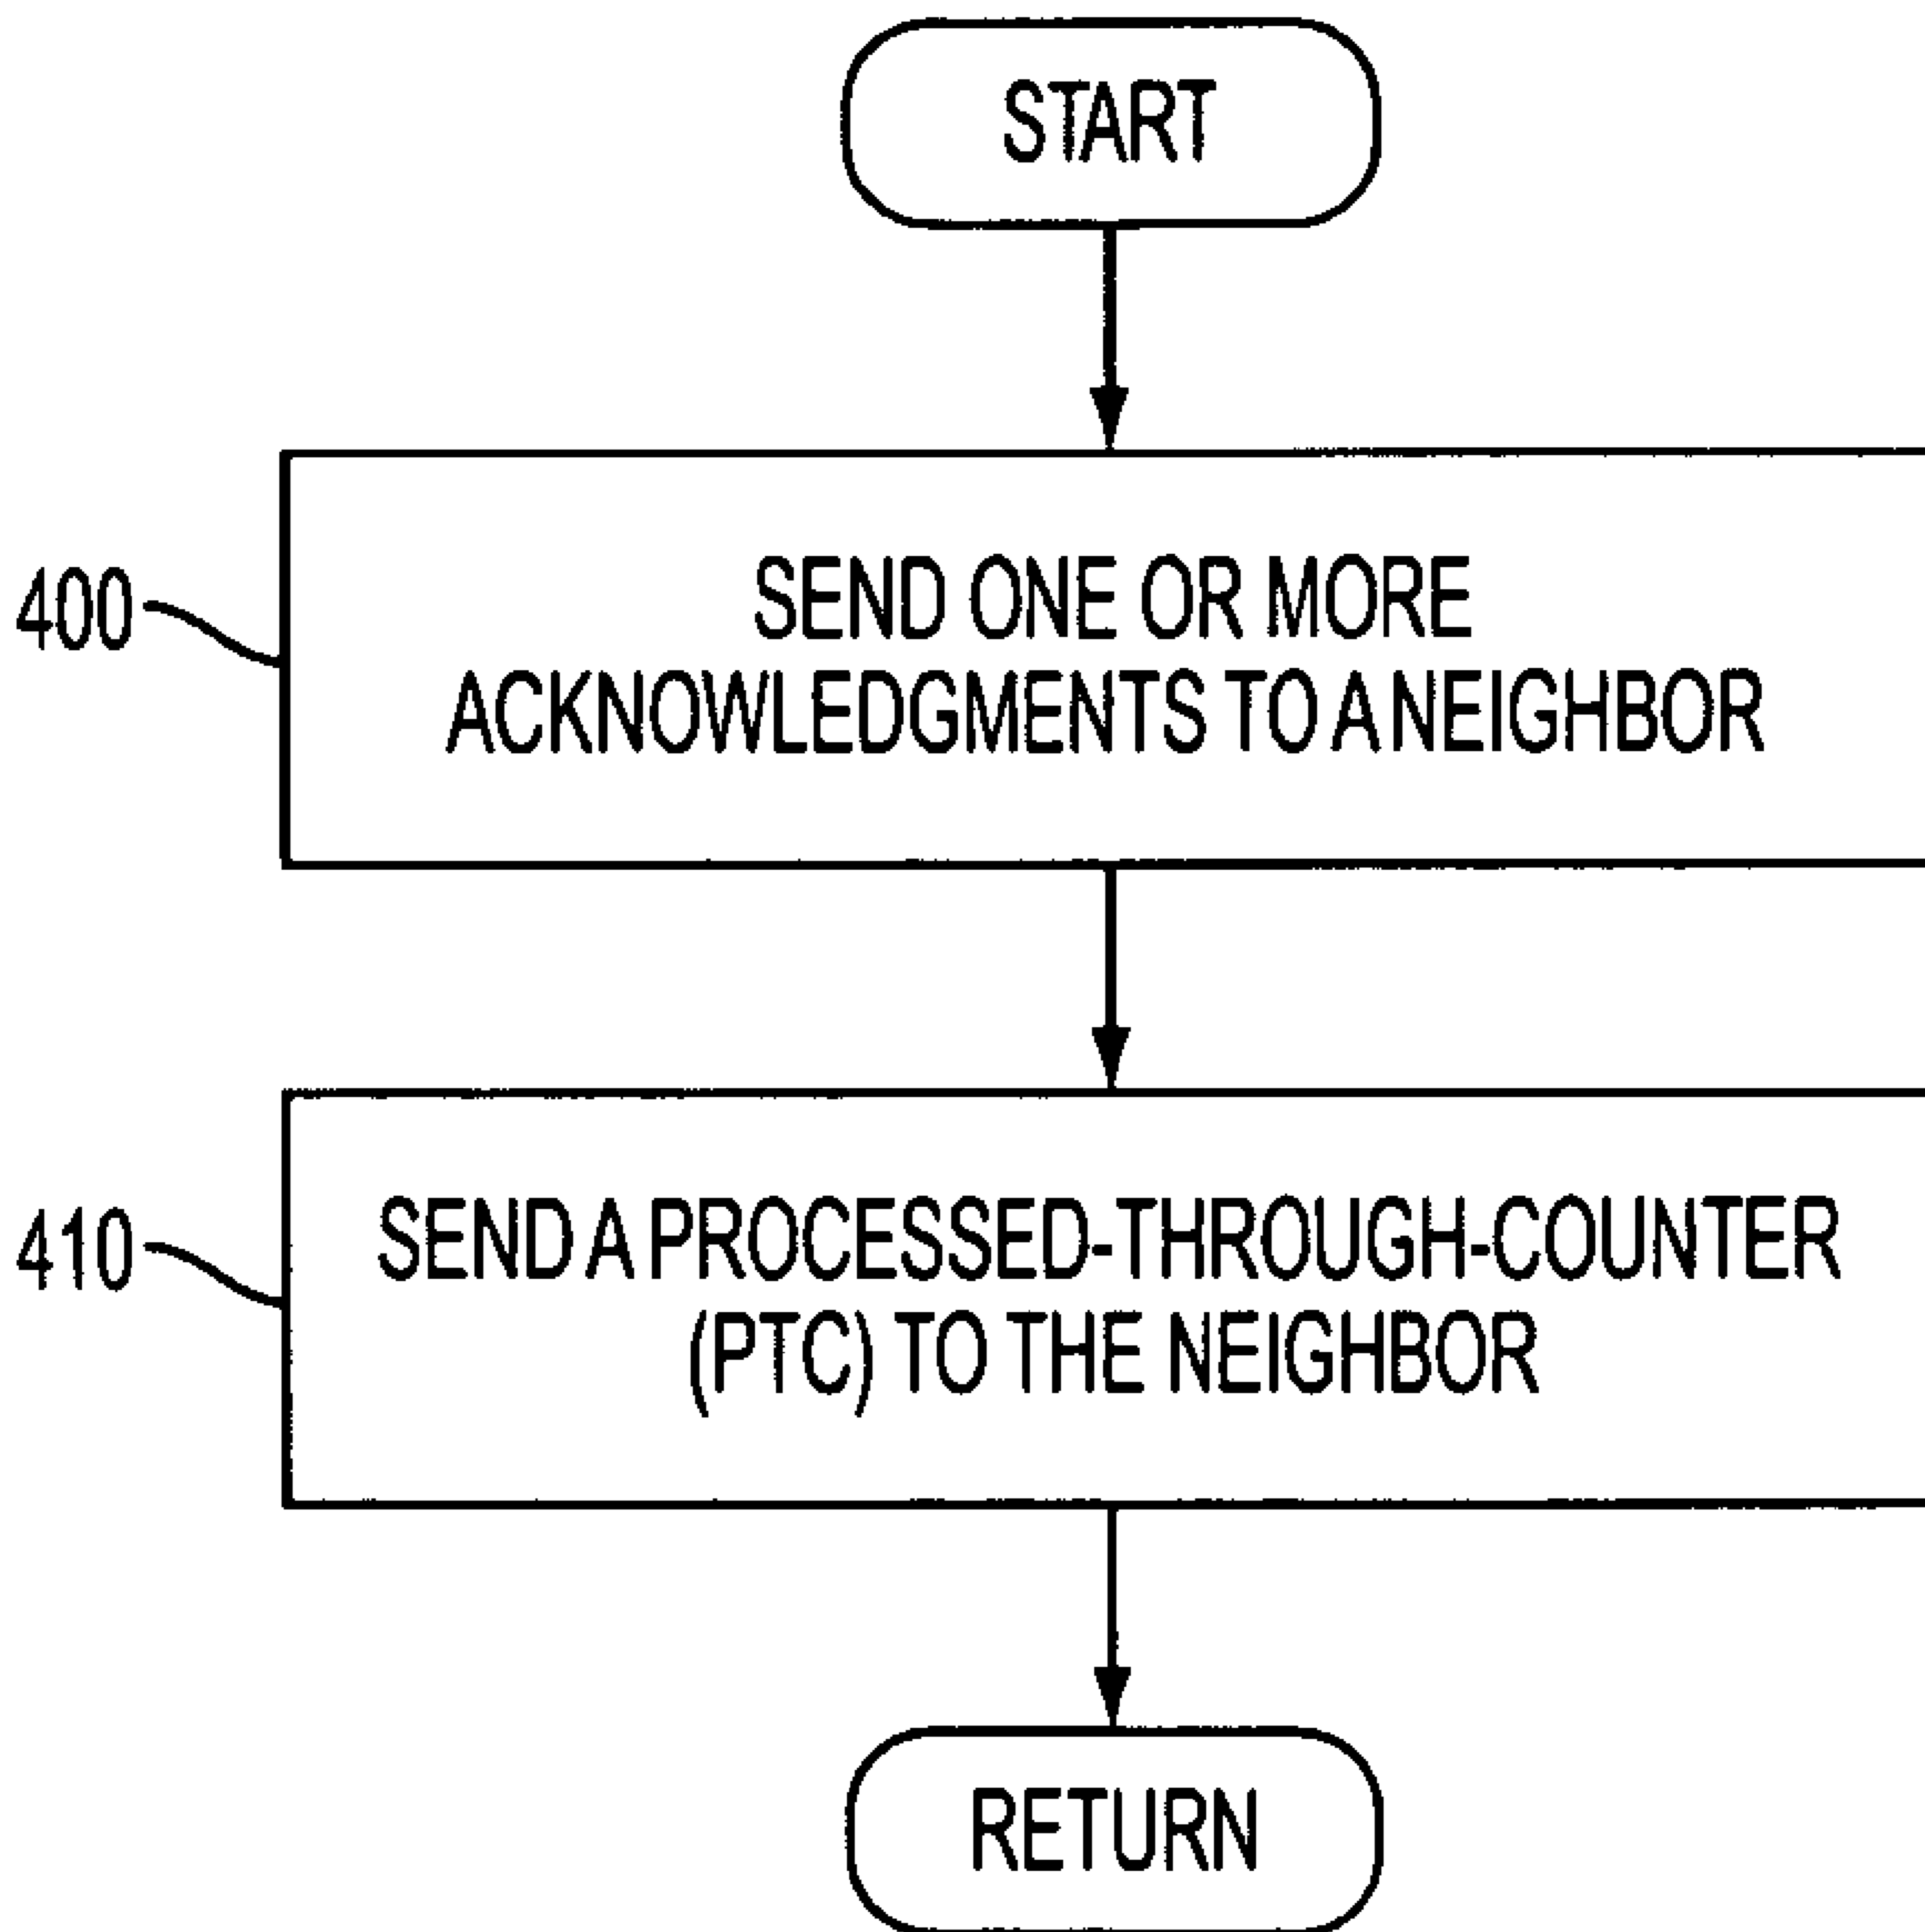 START
400
SEND ONE OR MORE
ACKNOWLEDGMENTS TO A NEIGHBOR
410
SEND A PROCESSED-THROUGH-COUNTER
(PTC) TO THE NEIGHBOR
RETURN